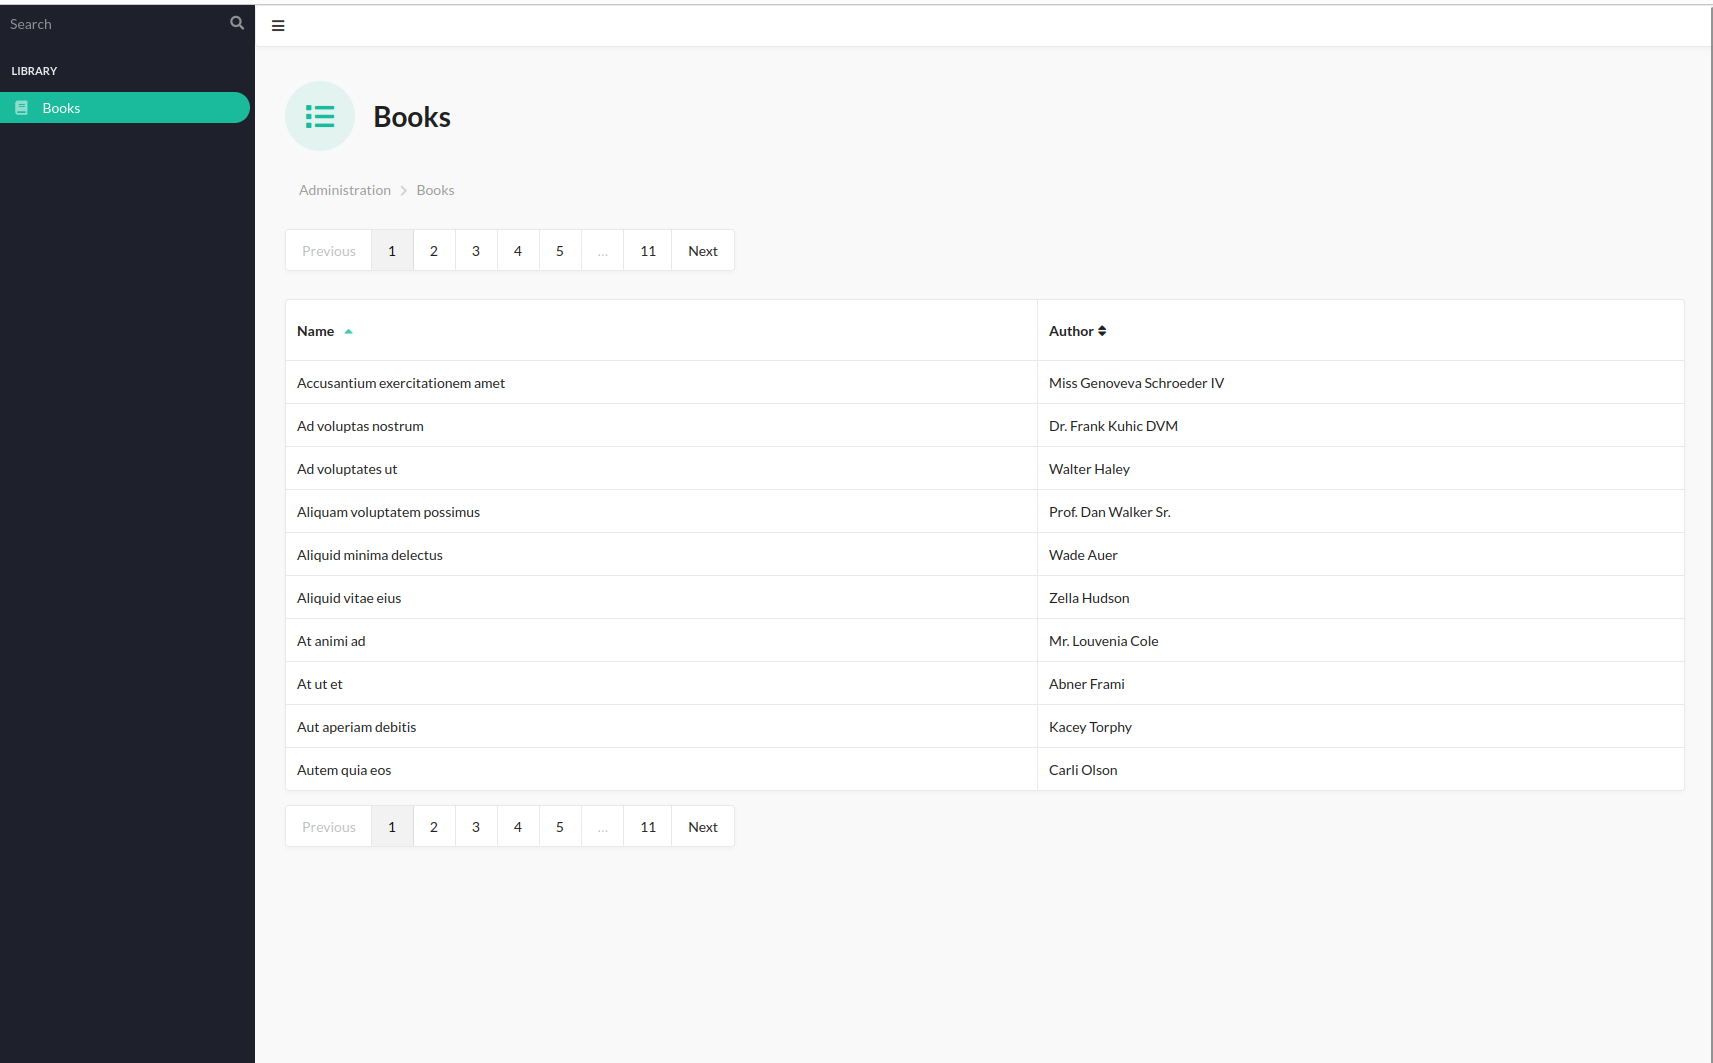 Search
LIBRARY
Books
Books
Administration Books
Previous 1 2 3 4 5 ... 11 Next
Name Author
Accusantium exercitationem amet Miss Genoveva Schroeder IV
Ad voluptas nostrum Dr. Frank Kuhic DVM
Ad voluptates ut Walter Haley
Aliquam voluptatem possimus Prof. Dan Walker Sr.
Aliquid minima delectus Wade Auer
Aliquid vitae eius Zella Hudson
At animi ad Mr. Louvenia Cole
At ut et Abner Frami
Aut aperiam debitis Kacey Torphy
Autem quia eos Carli Olson
Previous 1 2 3 4 5 ... 11 Next